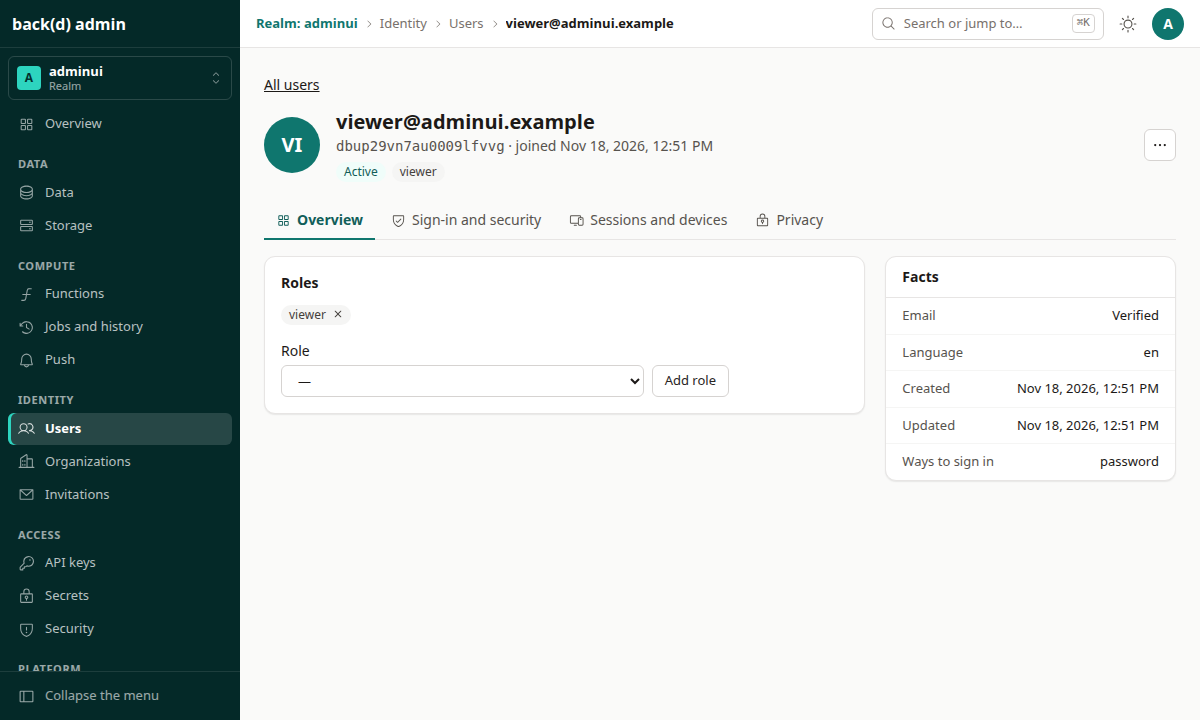 back(d) admin
A
adminui
Realm
Overview
DATA
Data
Storage
COMPUTE
Functions
Jobs and history
Push
IDENTITY
Users
Organizations
Invitations
ACCESS
API keys
Secrets
Security
PLATFORM
Collapse the menu
Realm: adminui > Identity > Users > viewer@adminui.example
Search or jump to...
⌘K
A
All users
VI
viewer@adminui.example
dbup29vn7au0009lfvvg · joined Nov 18, 2026, 12:51 PM
Active viewer
Overview Sign-in and security Sessions and devices Privacy
Roles
viewer ×
Role
—
Add role
Facts
Email Verified
Language en
Created Nov 18, 2026, 12:51 PM
Updated Nov 18, 2026, 12:51 PM
Ways to sign in password